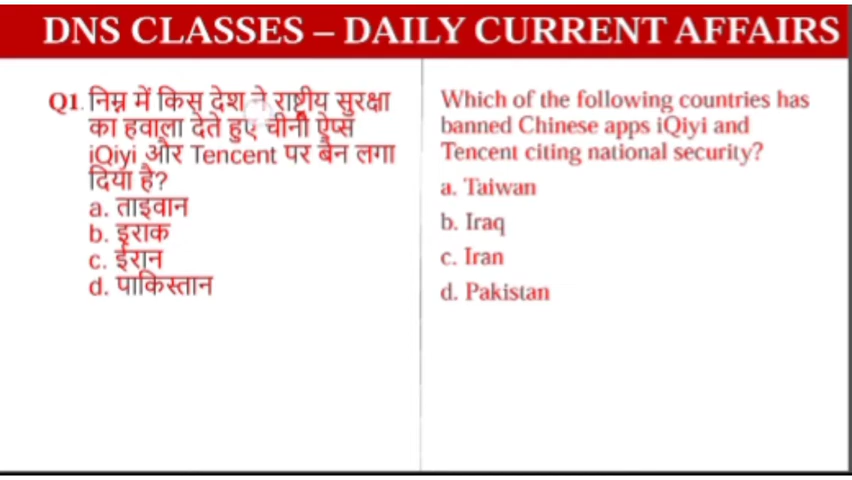 DNS CLASSES – DAILY CURRENT AFFAIRS
Q1. निम्न में किस देश ने राष्ट्रीय सुरक्षा
का हवाला देते हुए चीनी ऐप्स
iQiyi और Tencent पर बैन लगा
दिया है?
a. ताइवान
b. इराक
c. ईरान
d. पाकिस्तान
Which of the following countries has
banned Chinese apps iQiyi and
Tencent citing national security?
a. Taiwan
b. Iraq
c. Iran
d. Pakistan